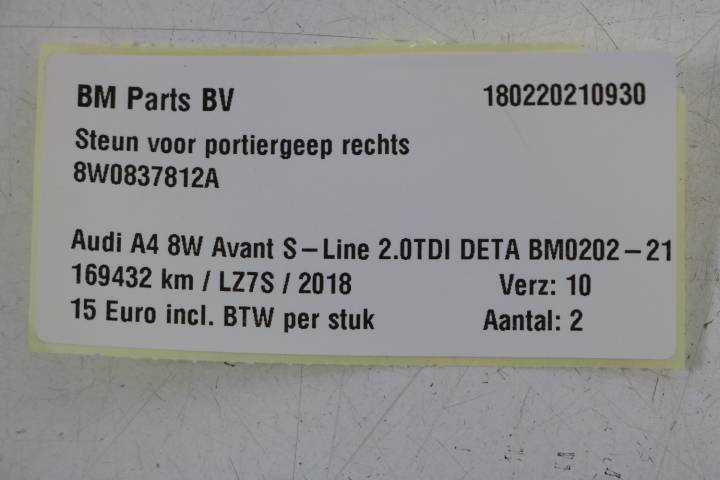 BM Parts BV 180220210930
Steun voor portiergeep rechts
8W0837812A
Audi A4 8W Avant S-Line 2.0TDI DETA BM0202-21
169432 km / LZ7S / 2018 Verz: 10
15 Euro incl. BTW per stuk Aantal: 2